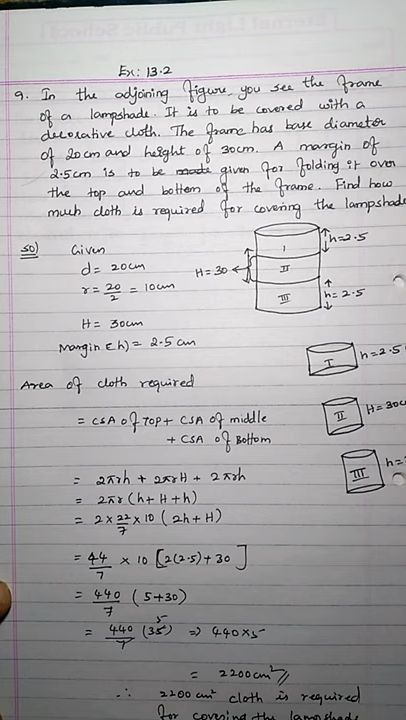 Ex: 13.2
9. In the adjoining figure, you see the frame
of a lampshade. It is to be covered with a
decorative cloth. The frame has base diameter
of 20cm and height of 30cm. A margin of
2.5cm is to be made given for folding it over
the top and bottem of the frame. Find how
much cloth is required for covering the lampshade
Sol Given
d = 20cm
r = 20/2 = 10cm
H = 30cm
Margin (h) = 2.5 cm
I
h=2.5
H=30
II
III
h=2.5
Area of cloth required
= CSA of TOP + CSA of middle
+ CSA of Bottom
I
h=2.5
II
H=30c
III
h=
= 2πrh + 2πrH + 2πrh
= 2πr (h+H+h)
= 2 × 22/7 × 10 (2h+H)
= 44/7 × 10 [2(2.5)+30]
= 440/7 (5+30)
= 440/7 (35) 5 ⇒ 440×5
= 2200cm²//
∴ 2200 cm² cloth is required
for covering the lampshade